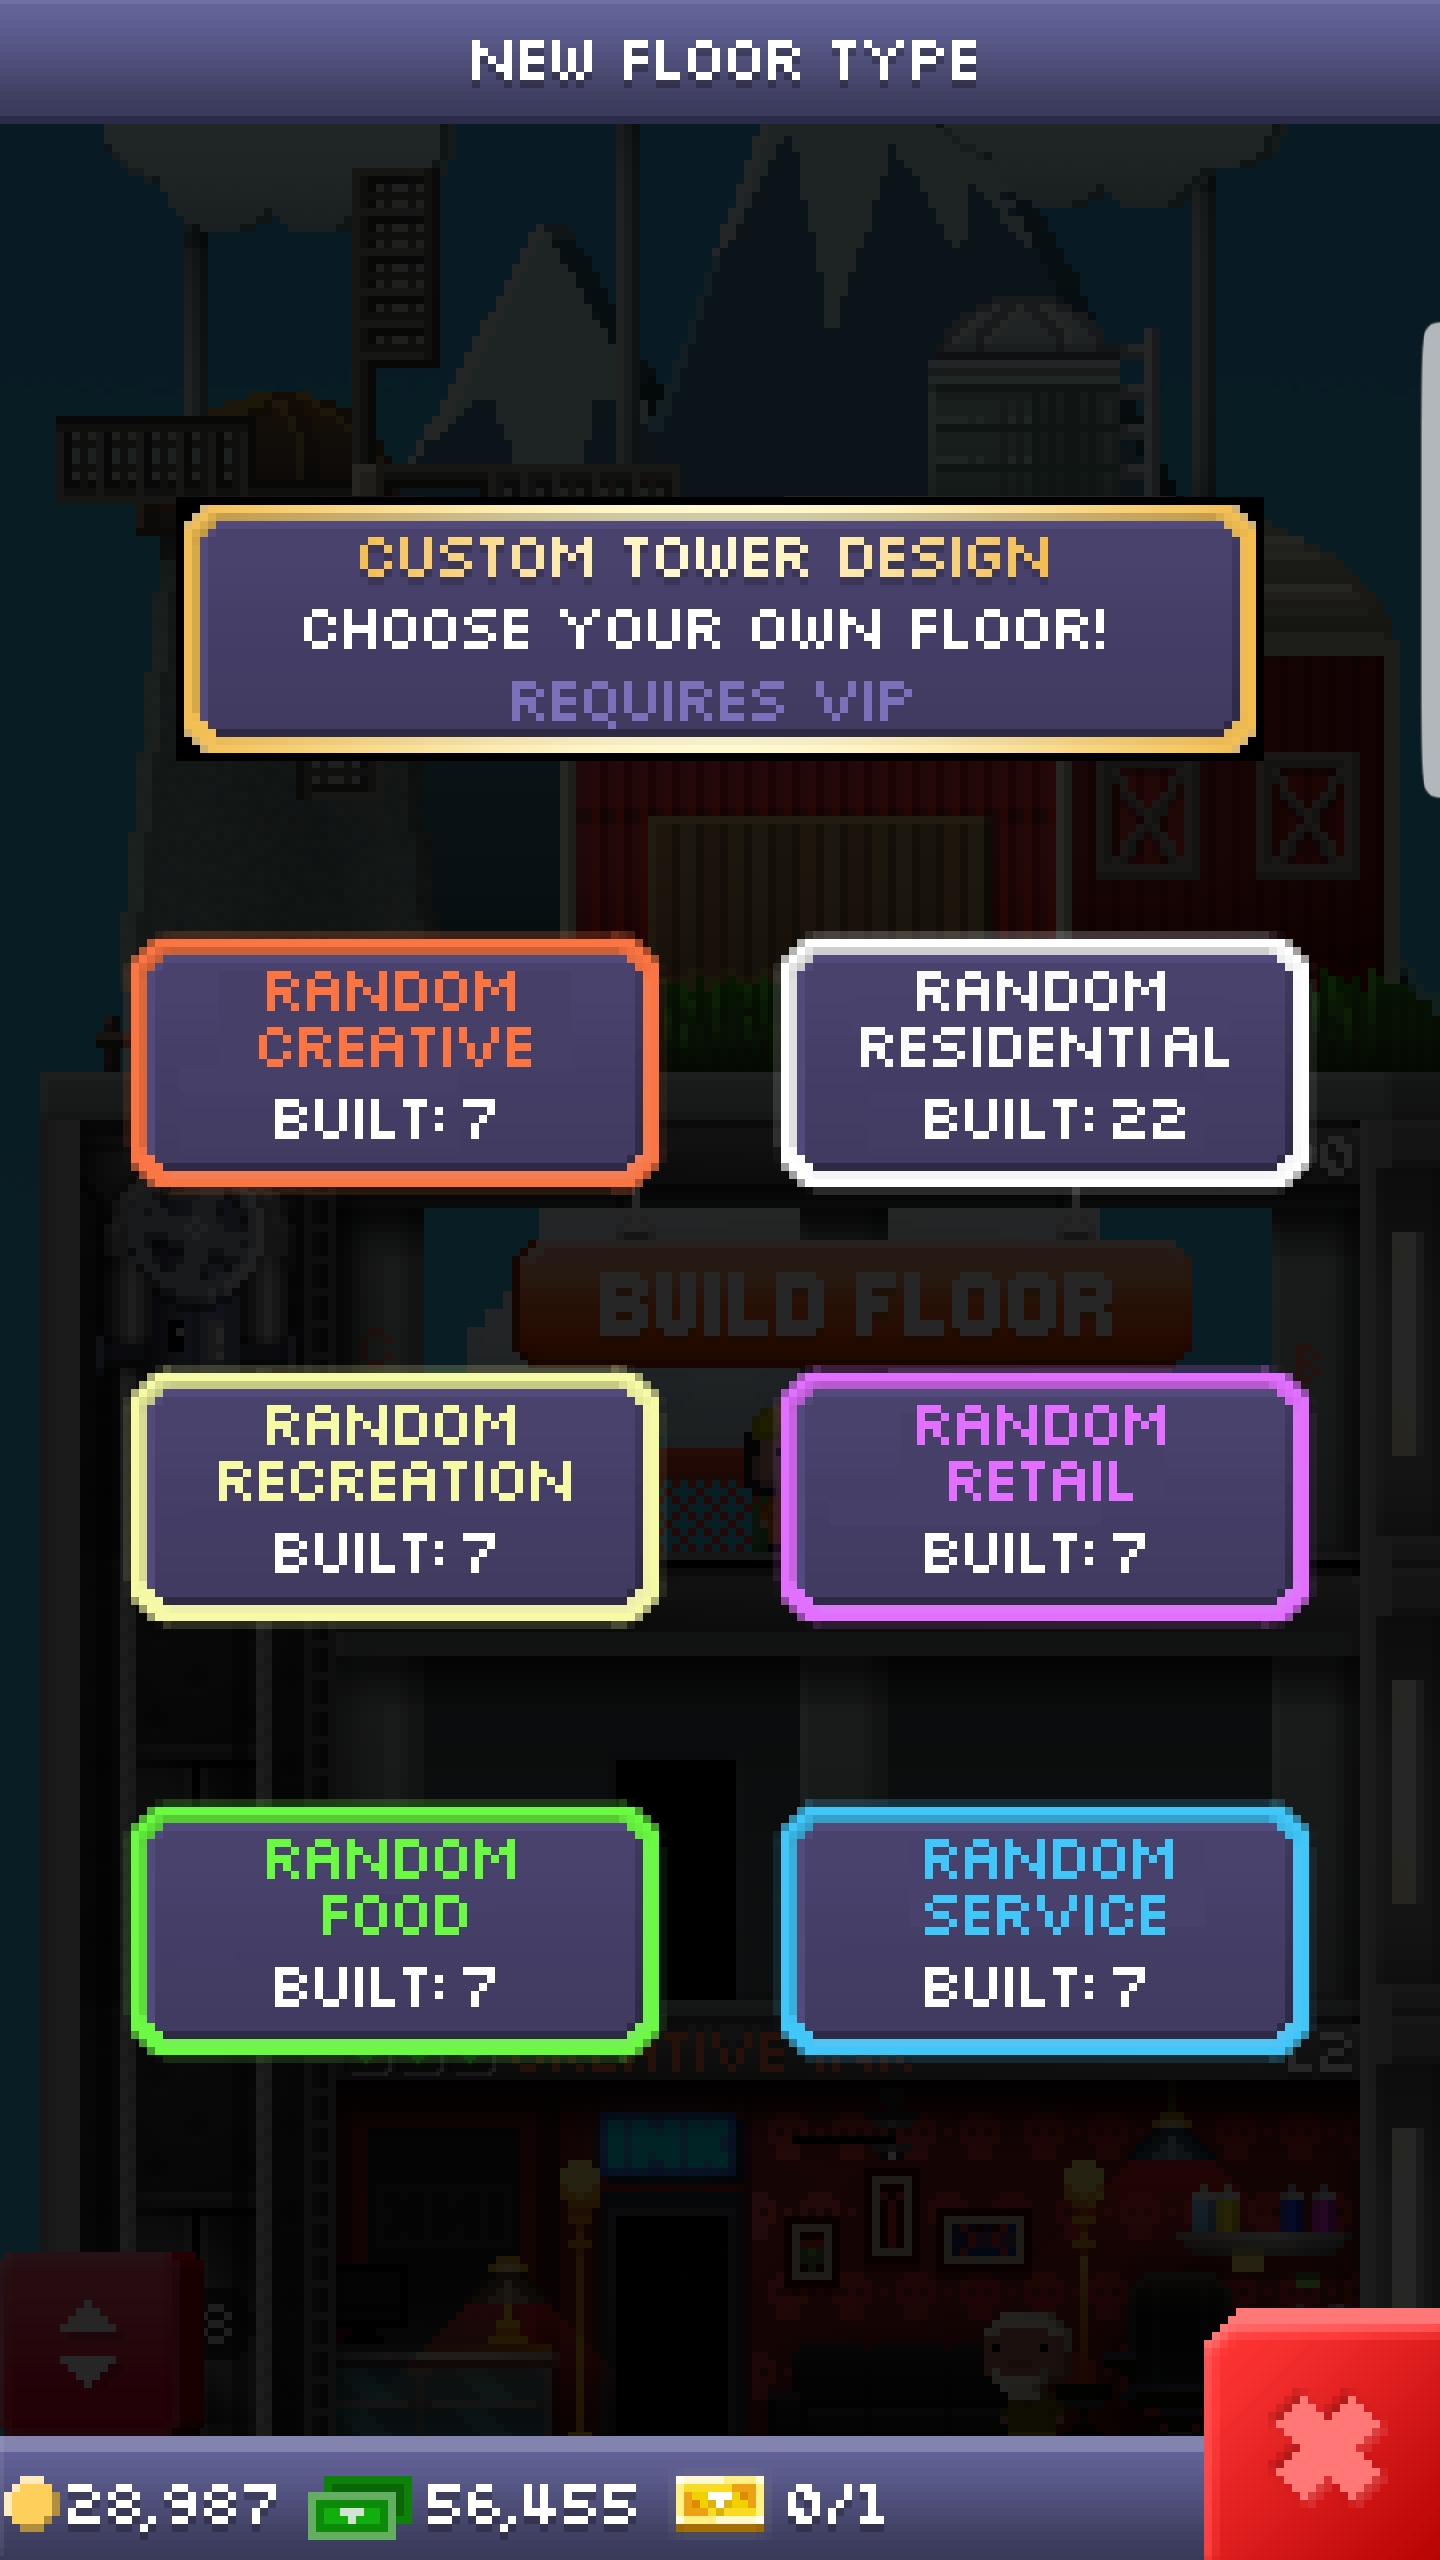 NEW FLOOR TYPE
CUSTOM TOWER DESIGN
CHOOSE YOUR OWN FLOOR!
REQUIRES VIP
RANDOM
CREATIVE
BUILT: 7
RANDOM
RESIDENTIAL
BUILT: 22
BUILD FLOOR
RANDOM
RECREATION
BUILT: 7
RANDOM
RETAIL
BUILT: 7
RANDOM
FOOD
BUILT: 7
RANDOM
SERVICE
BUILT: 7
INK
28,987
56,455
0/1